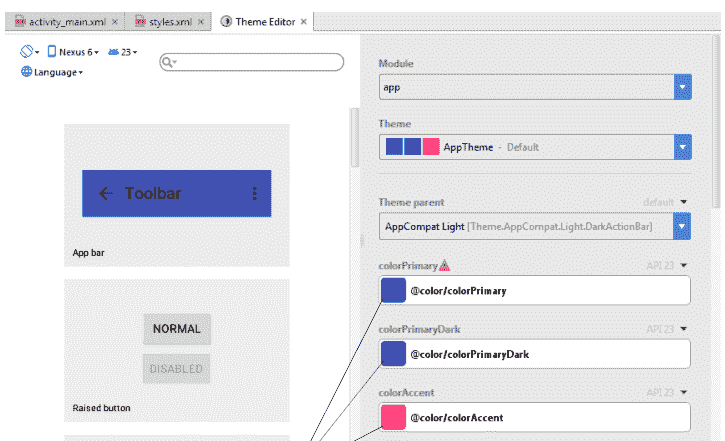 activity_main.xml
styles.xml
Theme Editor
Nexus 6
23
Language
Toolbar
App bar
NORMAL
DISABLED
Raised button
Module
app
Theme
AppTheme - Default
Theme parent
default
AppCompat Light [Theme.AppCompat.Light.DarkActionBar]
colorPrimary
API 23
@color/colorPrimary
colorPrimaryDark
API 23
@color/colorPrimaryDark
colorAccent
API 23
@color/colorAccent